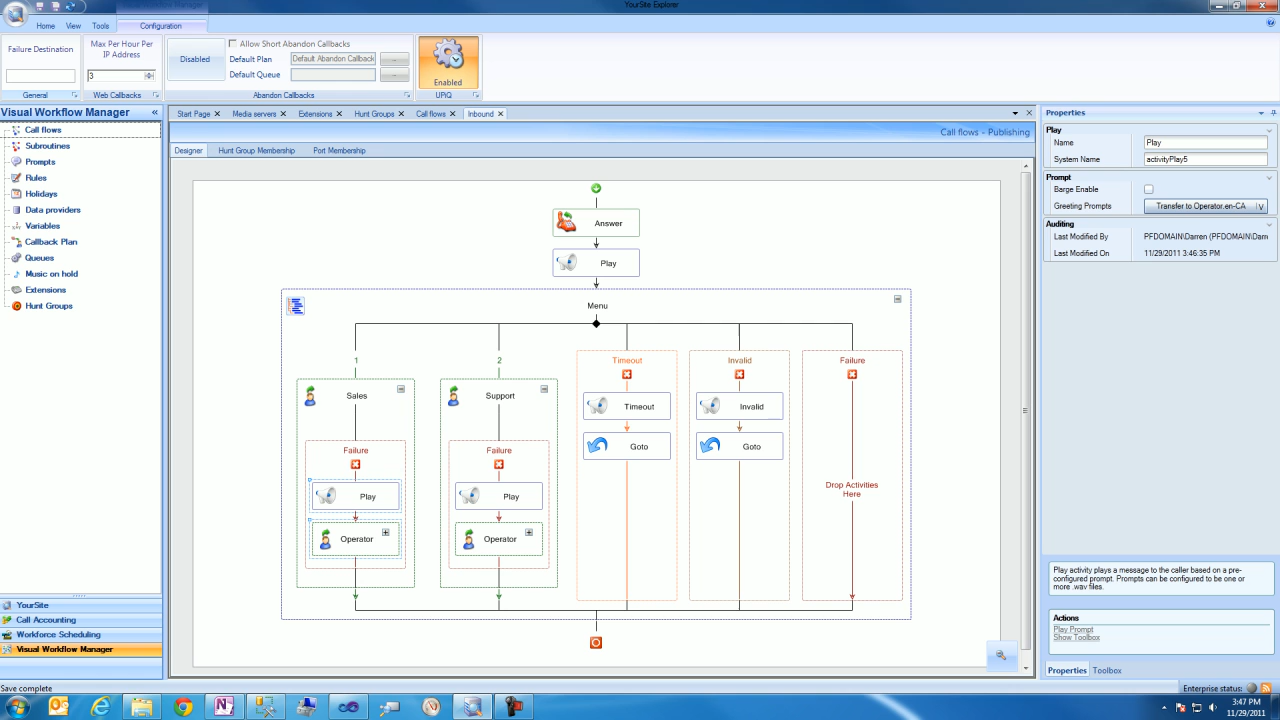 YourSite Explorer
Visual Workflow Manager
Home View Tools Configuration
Failure Destination
General
Max Per Hour Per
IP Address
3
Web Callbacks
Disabled
Allow Short Abandon Callbacks
Default Plan Default Abandon Callback ...
Default Queue ...
Abandon Callbacks
Enabled
UPiQ
Visual Workflow Manager «
Call flows
Subroutines
Prompts
Rules
Holidays
Data providers
Variables
Callback Plan
Queues
Music on hold
Extensions
Hunt Groups
YourSite
Call Accounting
Workforce Scheduling
Visual Workflow Manager
Start Page Media servers Extensions Hunt Groups Call flows Inbound
Call flows - Publishing
Designer Hunt Group Membership Port Membership
Answer
Play
Menu
1 2 Timeout Invalid Failure
Sales Support Timeout Invalid
Goto Goto
Failure Failure
Drop Activities
Here
Play Play
Operator Operator
Properties
Play
Name Play
System Name activityPlay5
Prompt
Barge Enable
Greeting Prompts Transfer to Operator.en-CA V
Auditing
Last Modified By PFDOMAIN\Darren (PFDOMAIN\Darre
Last Modified On 11/29/2011 3:46:35 PM
Play activity plays a message to the caller based on a pre-
configured prompt. Prompts can be configured to be one or
more .wav files.
Actions
Play Prompt
Show Toolbox
Properties Toolbox
Save complete
Enterprise status:
3:47 PM
11/29/2011